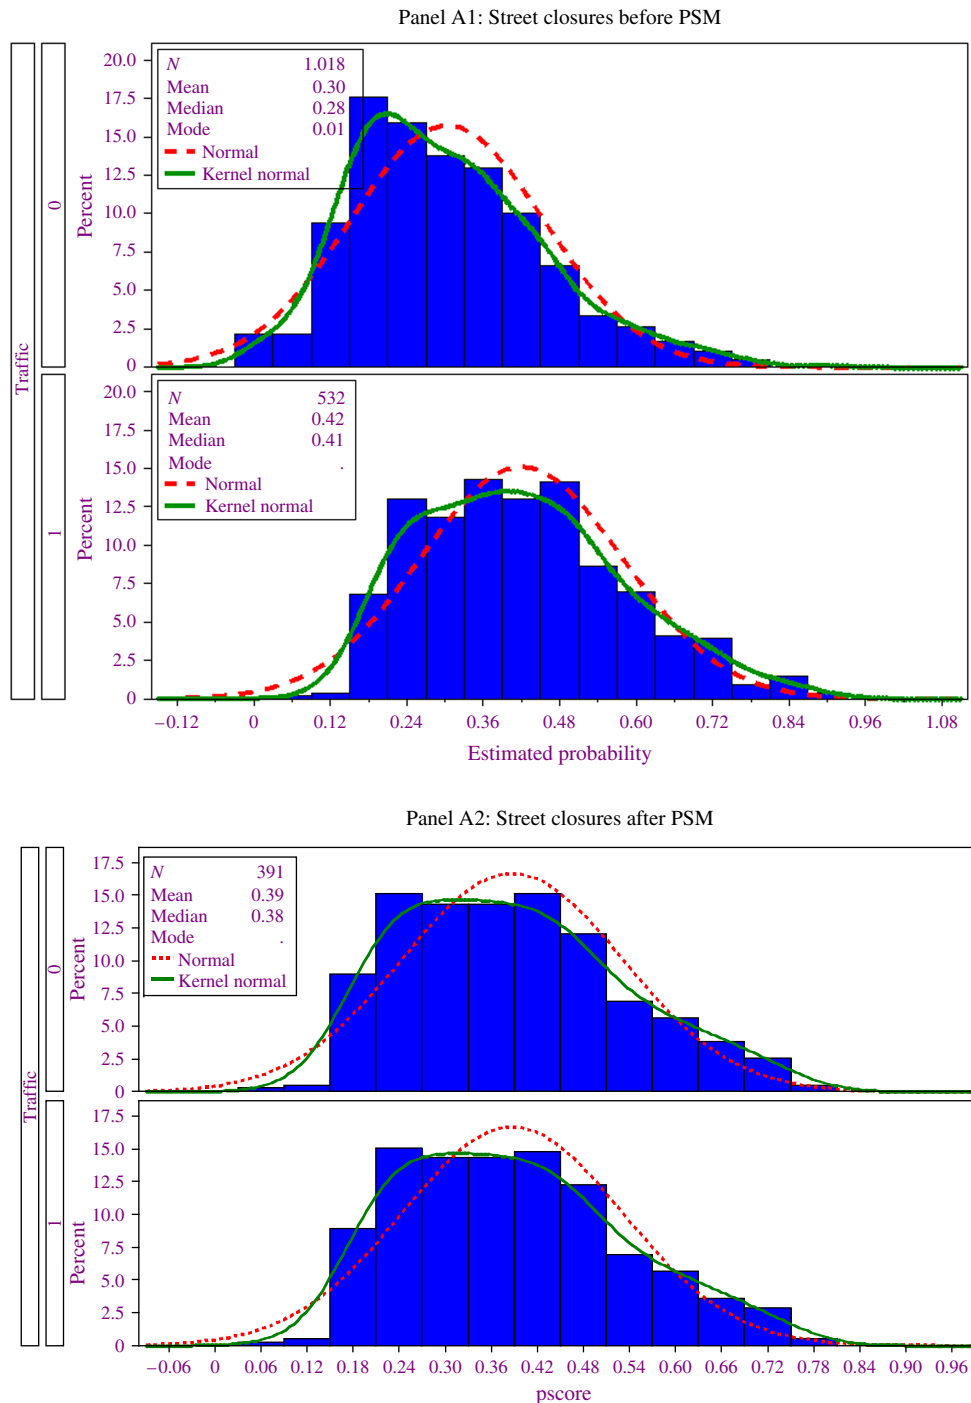 Panel A1: Street closures before PSM
Traffic
0
Percent
20.0
17.5
15.0
12.5
10.0
7.5
5.0
2.5
0
N 1.018
Mean 0.30
Median 0.28
Mode 0.01
Normal
Kernel normal
1
Percent
20.0
17.5
15.0
12.5
10.0
7.5
5.0
2.5
0
N 532
Mean 0.42
Median 0.41
Mode .
Normal
Kernel normal
−0.12 0 0.12 0.24 0.36 0.48 0.60 0.72 0.84 0.96 1.08
Estimated probability
Panel A2: Street closures after PSM
Traffic
0
Percent
17.5
15.0
12.5
10.0
7.5
5.0
2.5
0
N 391
Mean 0.39
Median 0.38
Mode .
Normal
Kernel normal
1
Percent
17.5
15.0
12.5
10.0
7.5
5.0
2.5
0
−0.06 0 0.06 0.12 0.18 0.24 0.30 0.36 0.42 0.48 0.54 0.60 0.66 0.72 0.78 0.84 0.90 0.96
pscore